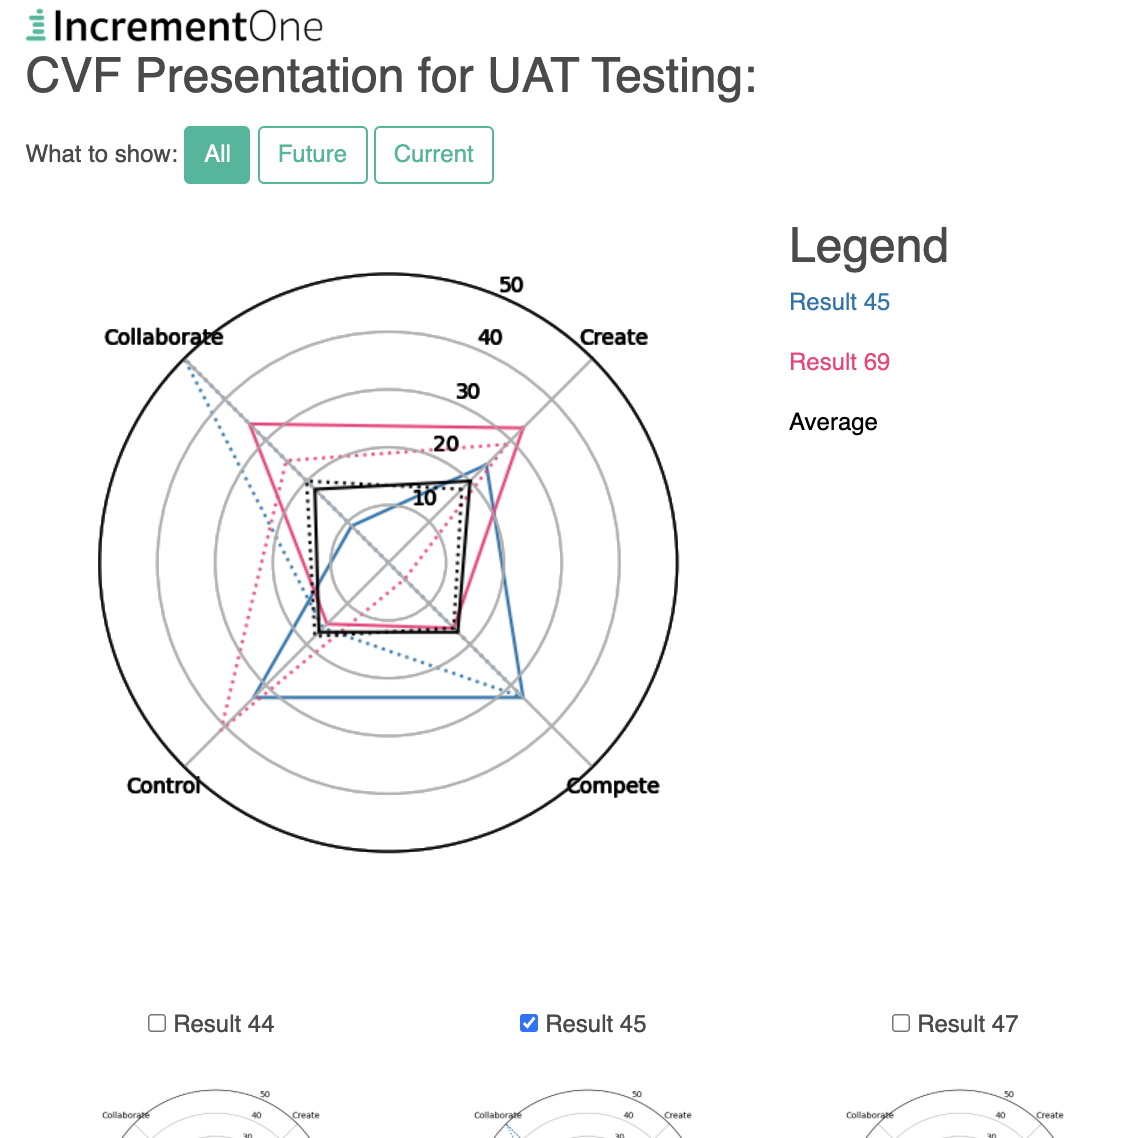 IncrementOne
CVF Presentation for UAT Testing:
What to show: All Future Current
Legend
Result 45
Result 69
Average
50
40
30
20
10
Collaborate
Create
Control
Compete
Result 44
Result 45
Result 47
50
Collaborate
40
Create
30
50
Collaborate
40
Create
30
50
Collaborate
40
Create
30